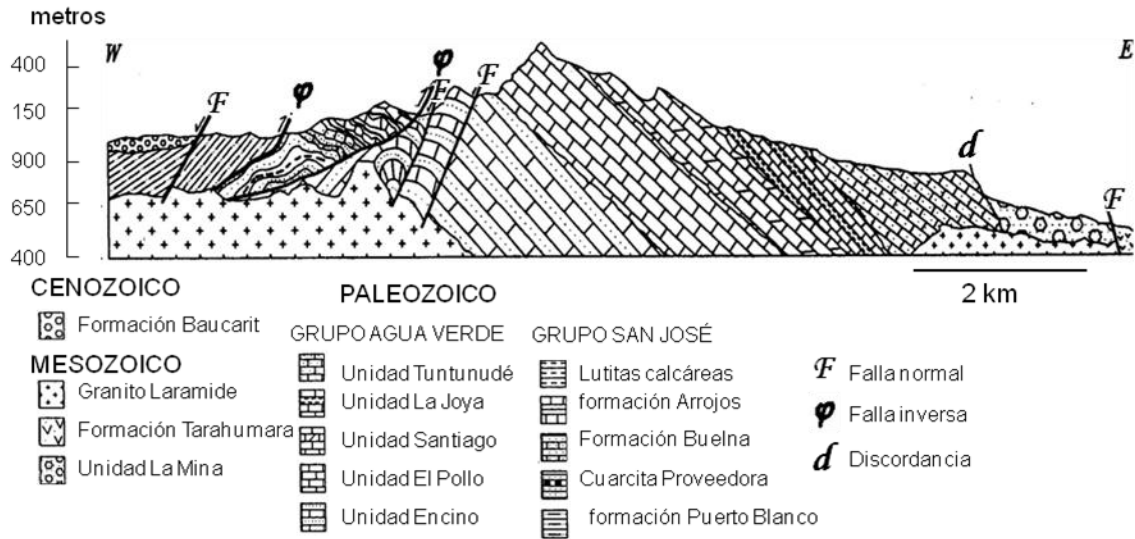 metros
W
E
400
150
900
650
400
F
φ
φ
F
F
d
F
2 km
CENOZOICO
Formación Baucarit
MESOZOICO
Granito Laramide
Formación Tarahumara
Unidad La Mina
PALEOZOICO
GRUPO AGUA VERDE
Unidad Tuntunudé
Unidad La Joya
Unidad Santiago
Unidad El Pollo
Unidad Encino
GRUPO SAN JOSÉ
Lutitas calcáreas
formación Arrojos
Formación Buelna
Cuarcita Proveedora
formación Puerto Blanco
F Falla normal
φ Falla inversa
d Discordancia